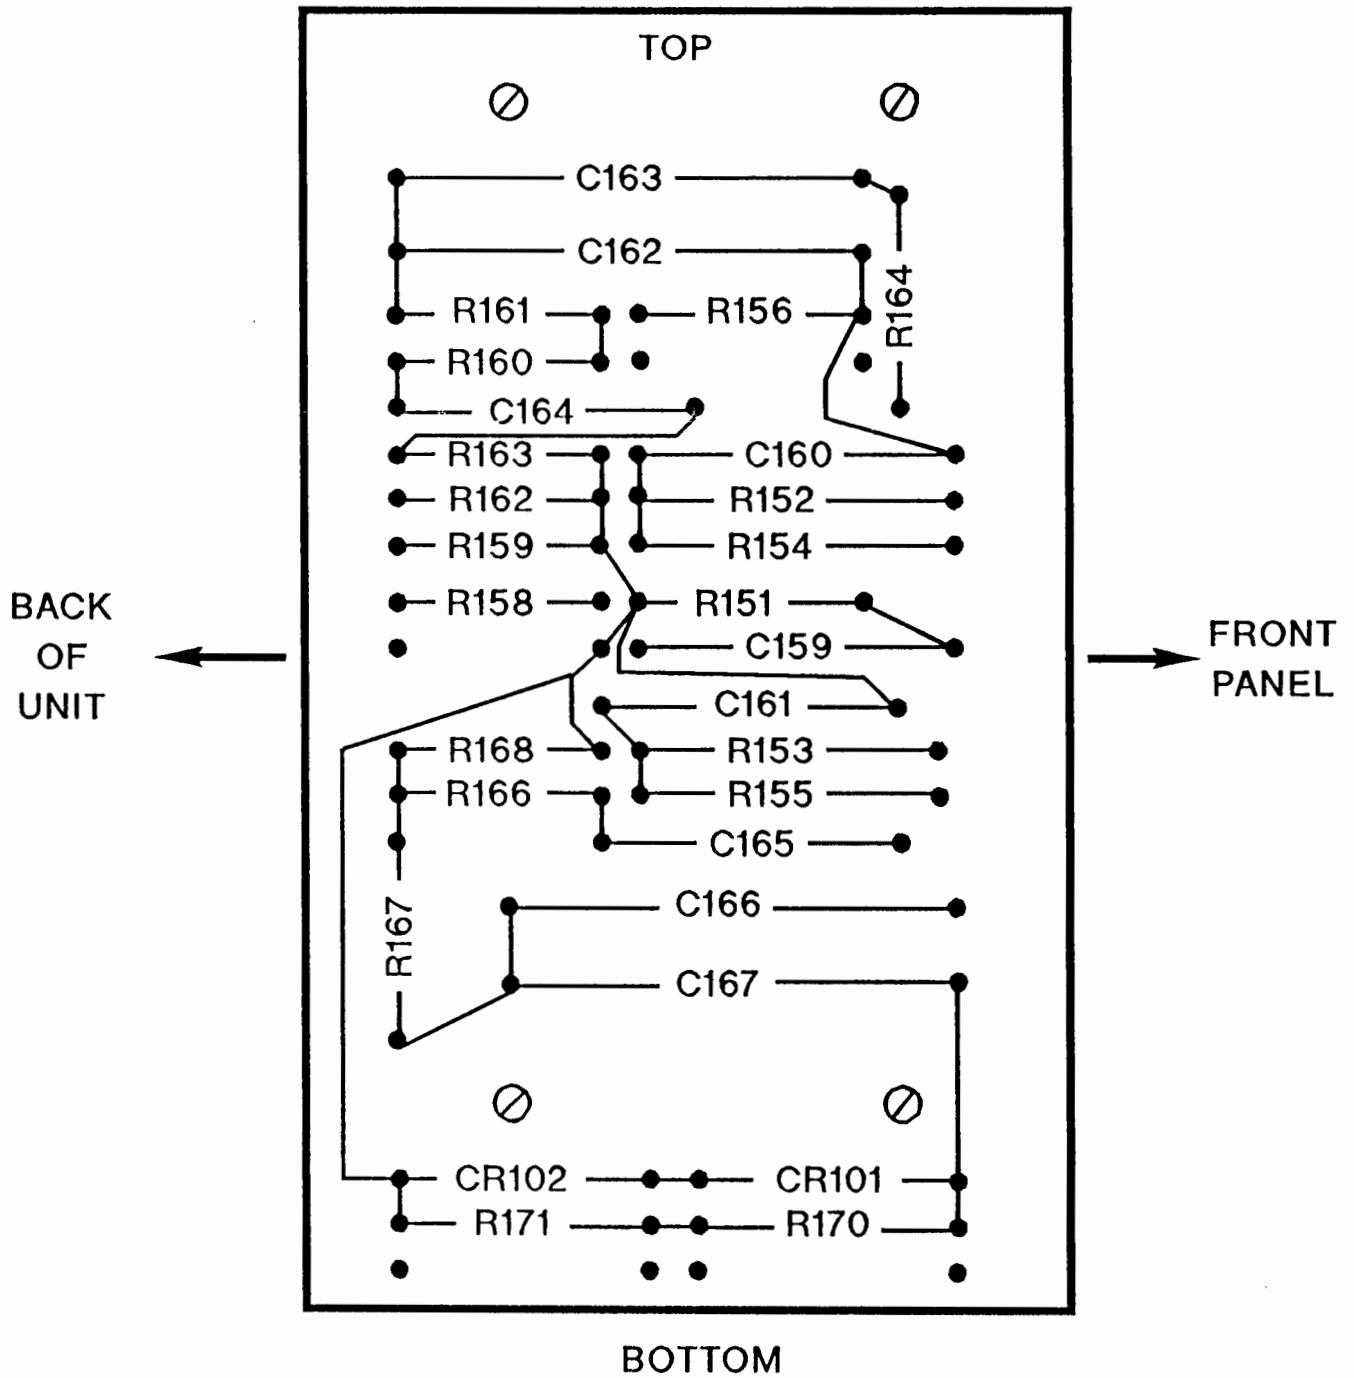 TOP
C163
C162
R164
R161 R156
R160
C164
R163 C160
R162 R152
R159 R154
R158 R151
C159
BACK
OF
UNIT
FRONT
PANEL
C161
R168 R153
R166 R155
C165
R167
C166
C167
CR102 CR101
R171 R170
BOTTOM